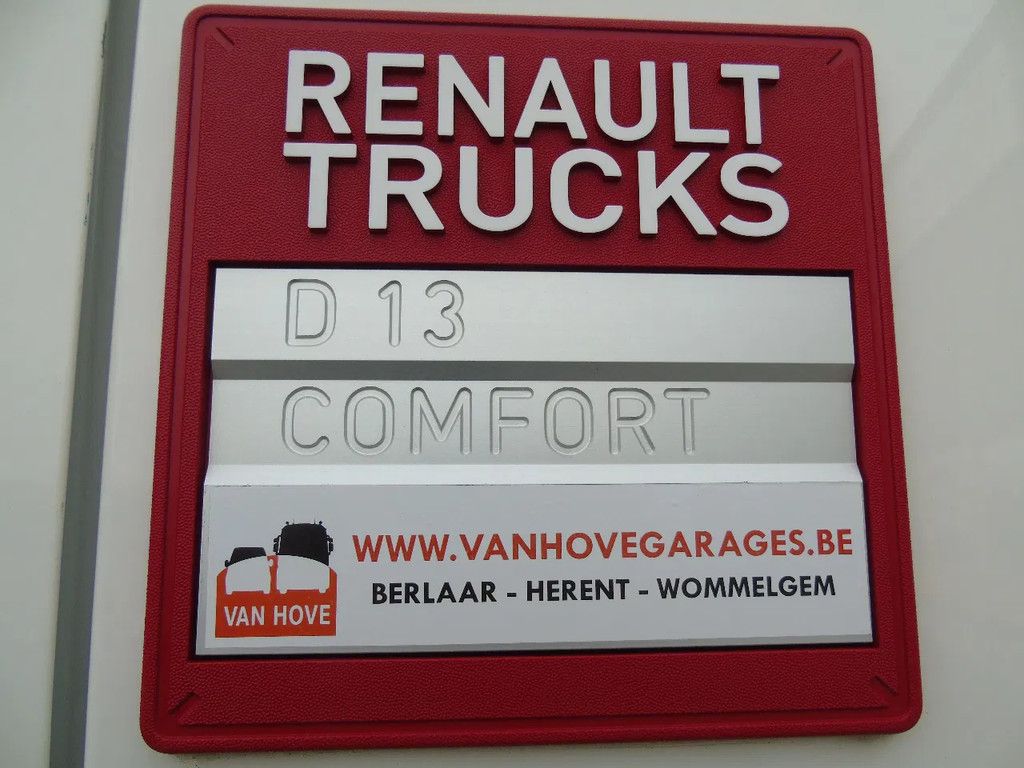 RENAULT
TRUCKS
D 13
COMFORT
VAN HOVE
WWW.VANHOVEGARAGES.BE
BERLAAR - HERENT - WOMMELGEM